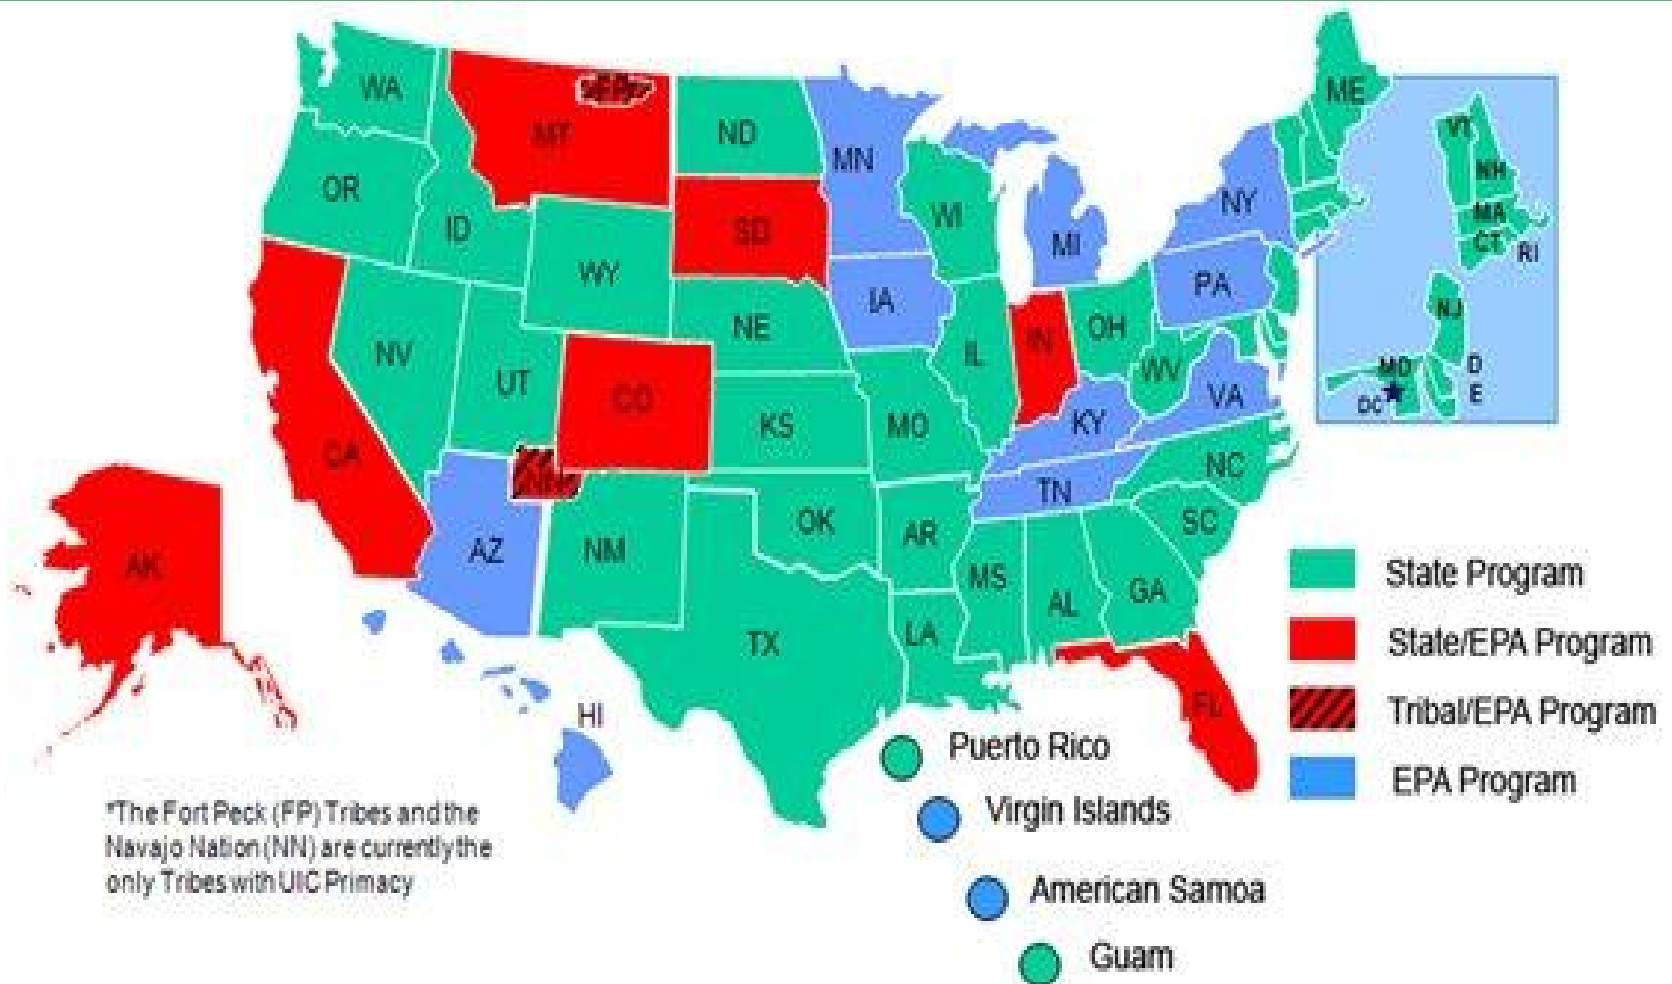 WA
MT
FP
ND
MN
ME
OR
ID
SD
WI
MI
NY
VT
NH
MA
CT
RI
WY
IA
PA
NE
NV
UT
CO
IL
IN
OH
WV
NJ
MD
D
E
DC
KS
MO
KY
VA
CA
NN
NC
TN
AZ
NM
OK
AR
SC
AK
MS
AL
GA
TX
LA
FL
HI
State Program
State/EPA Program
Tribal/EPA Program
EPA Program
Puerto Rico
Virgin Islands
American Samoa
Guam
*The Fort Peck (FP) Tribes and the
Navajo Nation (NN) are currently the
only Tribes with UIC Primacy